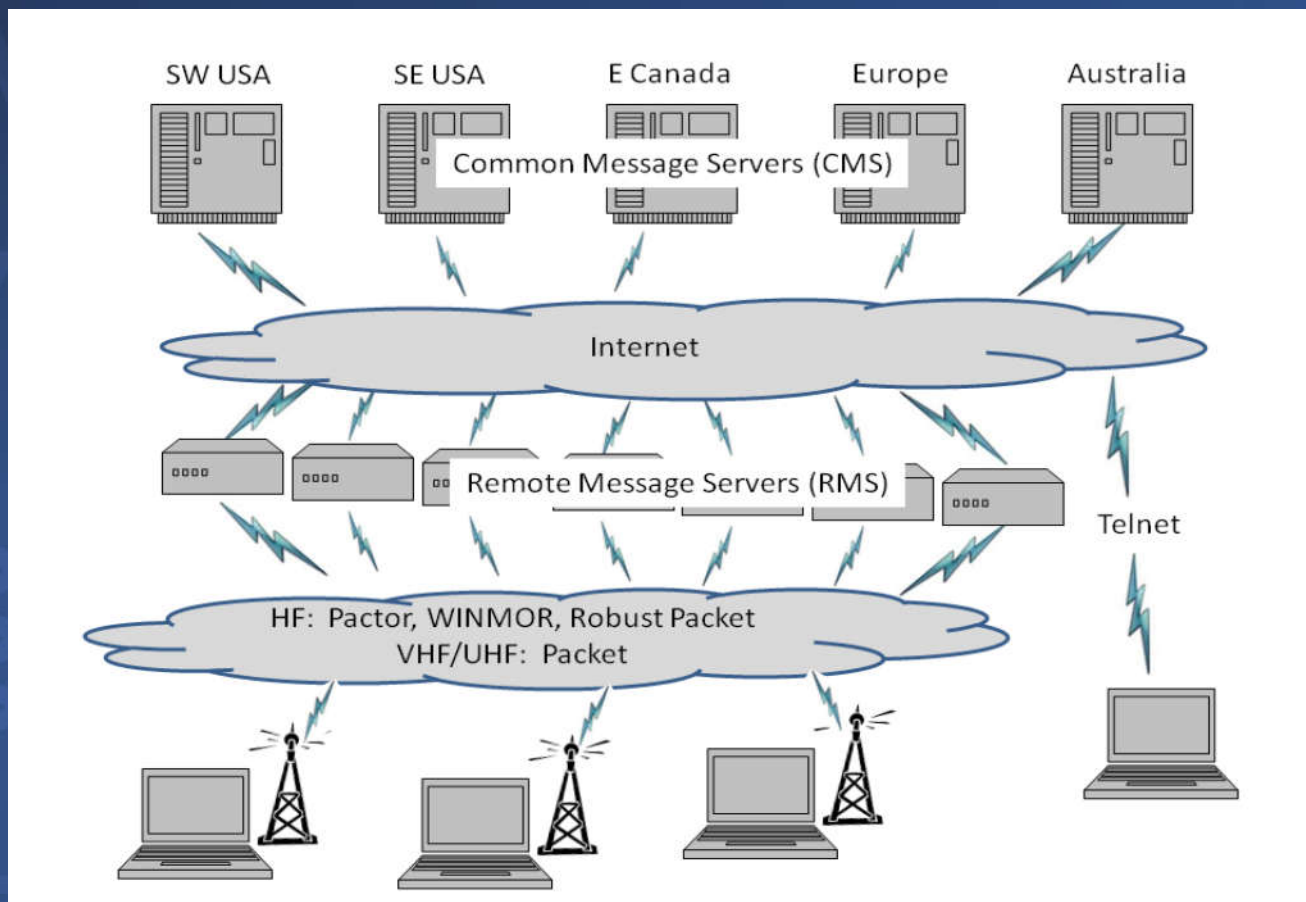 SW USA
SE USA
E Canada
Europe
Australia
Common Message Servers (CMS)
Internet
Remote Message Servers (RMS)
Telnet
HF: Pactor, WINMOR, Robust Packet
VHF/UHF: Packet